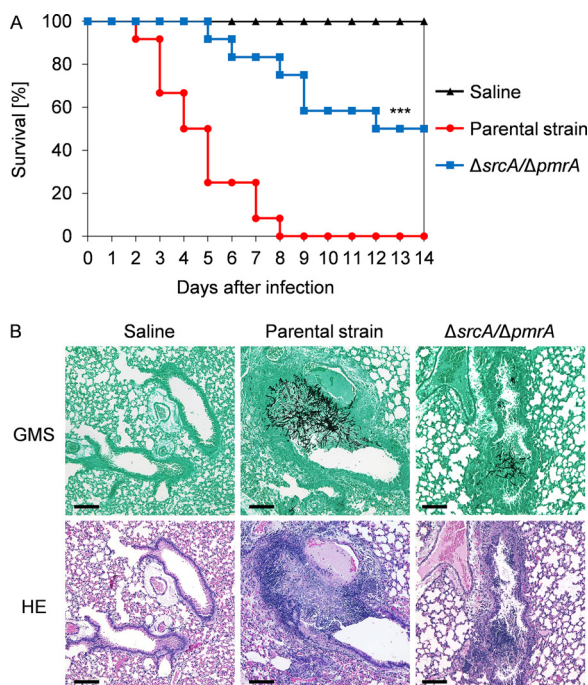 A
100
80
60
40
20
0
Survival [%]
***
0 1 2 3 4 5 6 7 8 9 10 11 12 13 14
Days after infection
Saline
Parental strain
ΔsrcA/ΔpmrA
B
Saline Parental strain ΔsrcA/ΔpmrA
GMS
HE